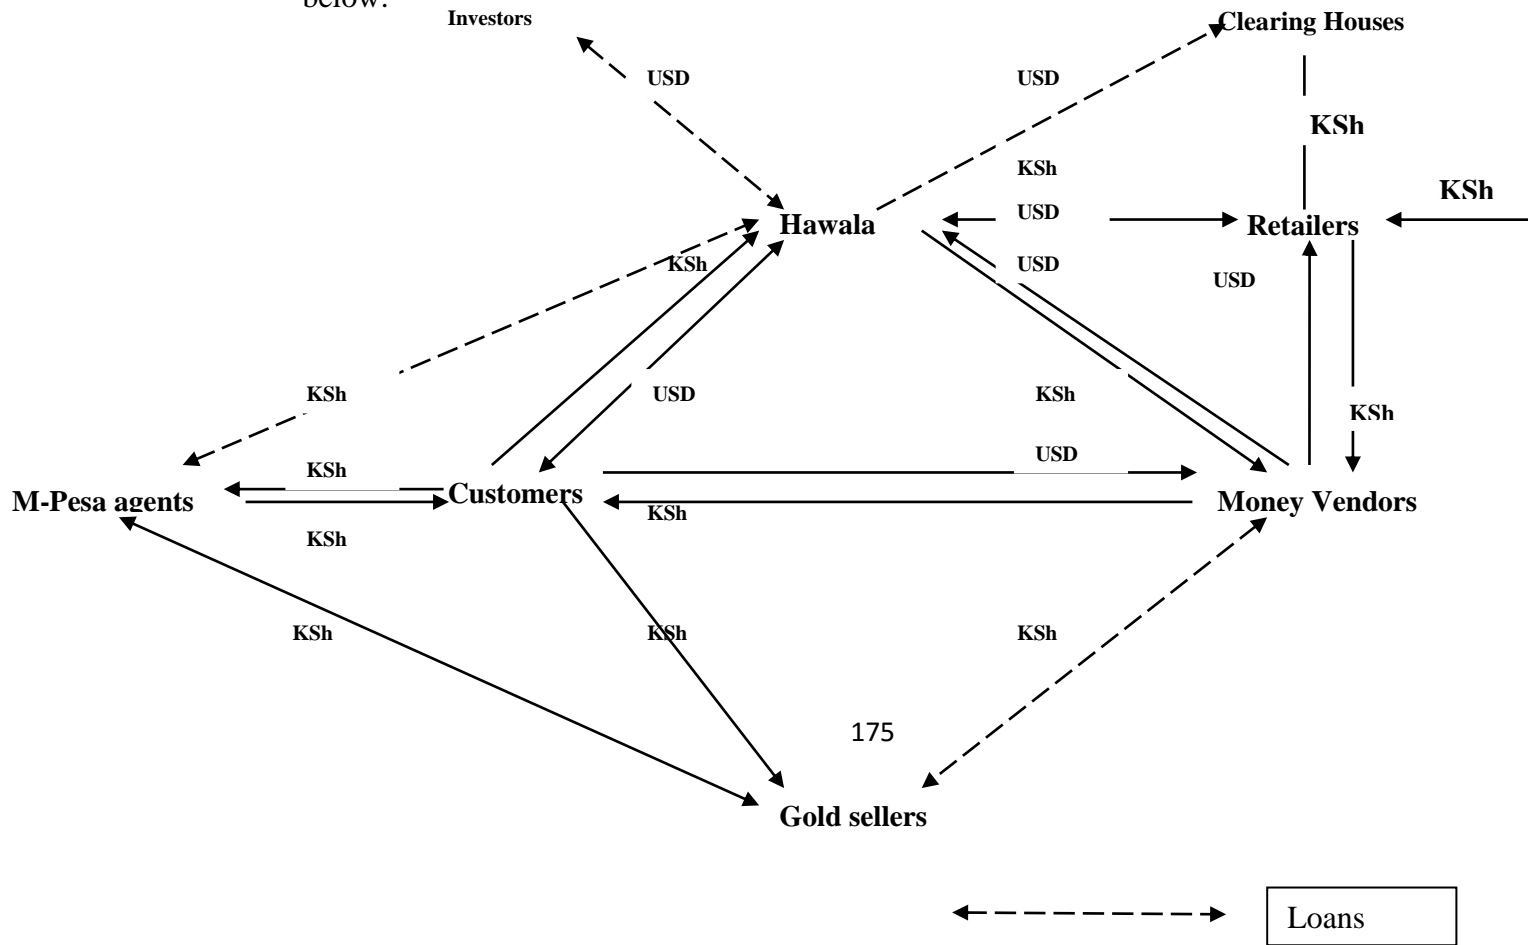 below:
Investors
Clearing Houses
USD
USD
KSh
KSh
KSh
USD
Hawala
Retailers
KSh
USD
USD
KSh
USD
KSh
KSh
KSh
USD
M-Pesa agents
Customers
Money Vendors
KSh
KSh
KSh
KSh
KSh
175
Gold sellers
Loans